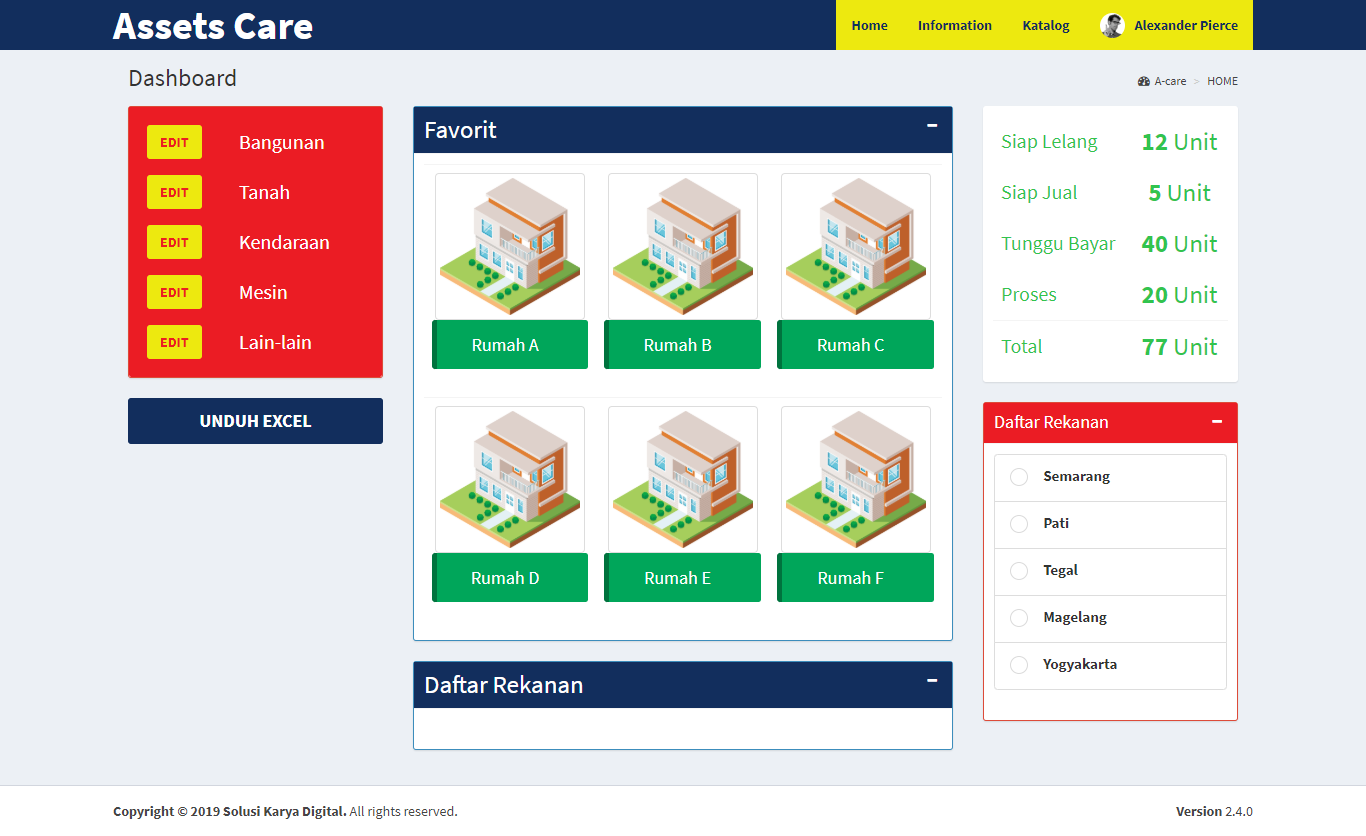 Assets Care
Home Information Katalog Alexander Pierce
Dashboard
A-care > HOME
EDIT Bangunan
EDIT Tanah
EDIT Kendaraan
EDIT Mesin
EDIT Lain-lain
UNDUH EXCEL
Favorit
Rumah A Rumah B Rumah C
Rumah D Rumah E Rumah F
Daftar Rekanan
Siap Lelang 12 Unit
Siap Jual 5 Unit
Tunggu Bayar 40 Unit
Proses 20 Unit
Total 77 Unit
Daftar Rekanan
Semarang
Pati
Tegal
Magelang
Yogyakarta
Copyright © 2019 Solusi Karya Digital. All rights reserved.
Version 2.4.0